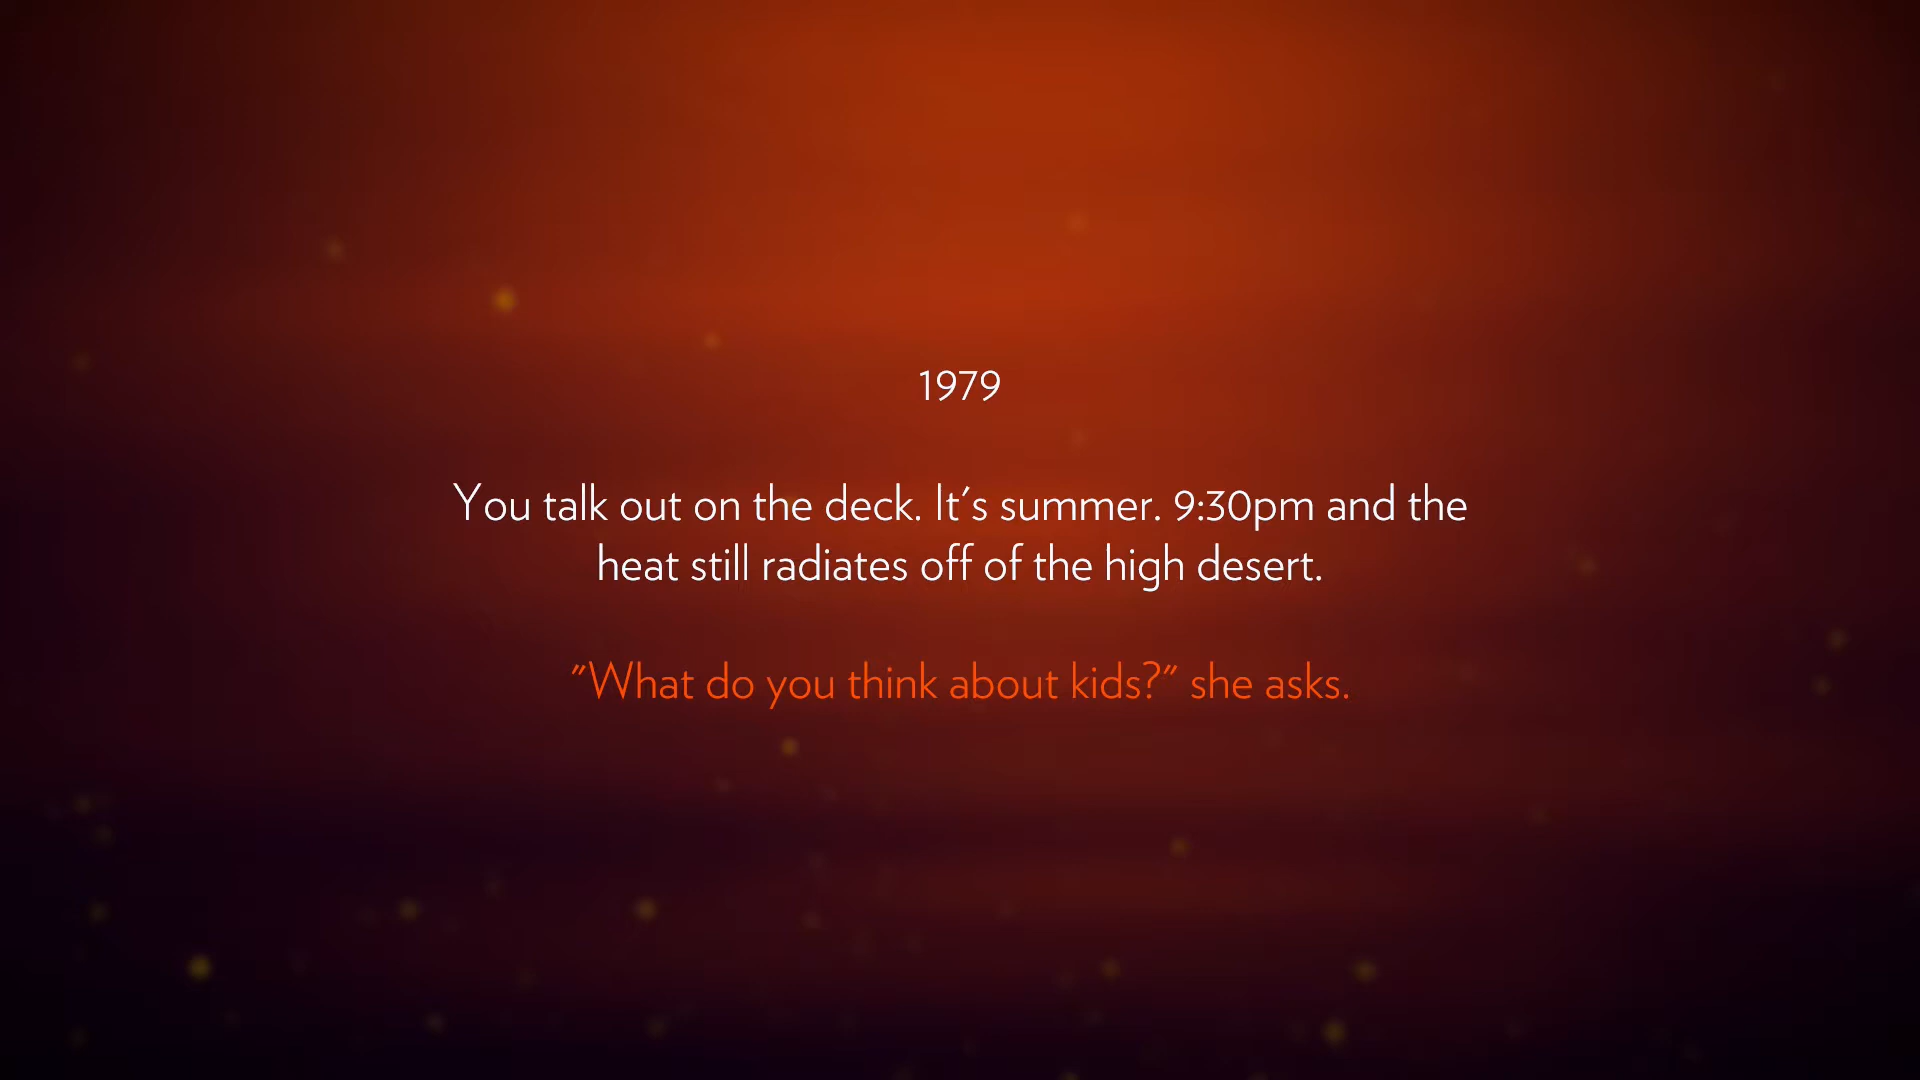 1979
You talk out on the deck. It's summer. 9:30pm and the
heat still radiates off of the high desert.
"What do you think about kids?" she asks.